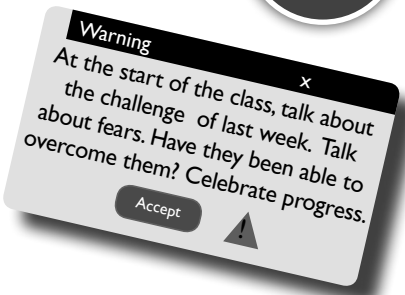 Warning
x
At the start of the class, talk about
the challenge of last week. Talk
about fears. Have they been able to
overcome them? Celebrate progress.
Accept
!